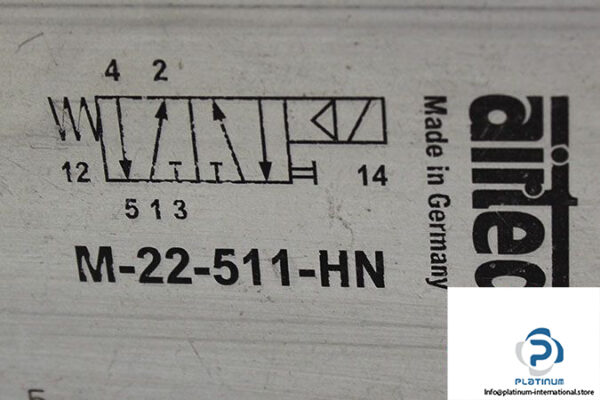 4 2
12
14
5 1 3
M-22-511-HN
airtec
Made in Germany
PLATINUM
Info@platinum-international.store